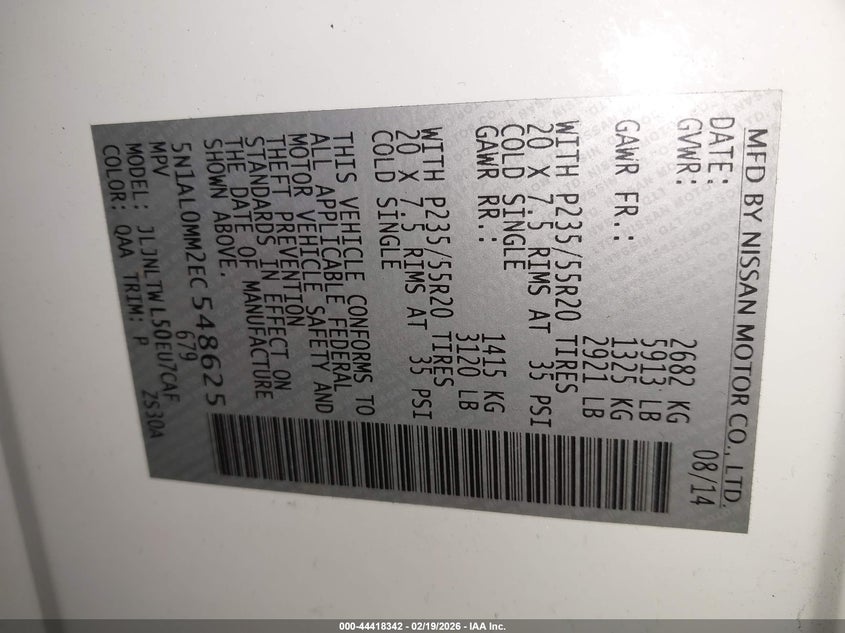 MFD BY NISSAN MOTOR CO., LTD.
DATE: 08/14
GVWR: 2682 KG
5913 LB
GAWR FR.: 1325 KG
2921 LB
WITH P235/55R20 TIRES
20 X 7.5 RIMS AT 35 PSI
COLD SINGLE
GAWR RR.: 1415 KG
3120 LB
WITH P235/55R20 TIRES
20 X 7.5 RIMS AT 35 PSI
COLD SINGLE
THIS VEHICLE CONFORMS TO
ALL APPLICABLE FEDERAL
MOTOR VEHICLE SAFETY AND
THEFT PREVENTION
STANDARDS IN EFFECT ON
THE DATE OF MANUFACTURE
SHOWN ABOVE.
5N1AL0MM2EC548625
MPV 679
MODEL: JLJNLTWL50EU7CAF
COLOR: QAA TRIM: P ZS30A
000-44418342 - 02/19/2026 - IAA Inc.